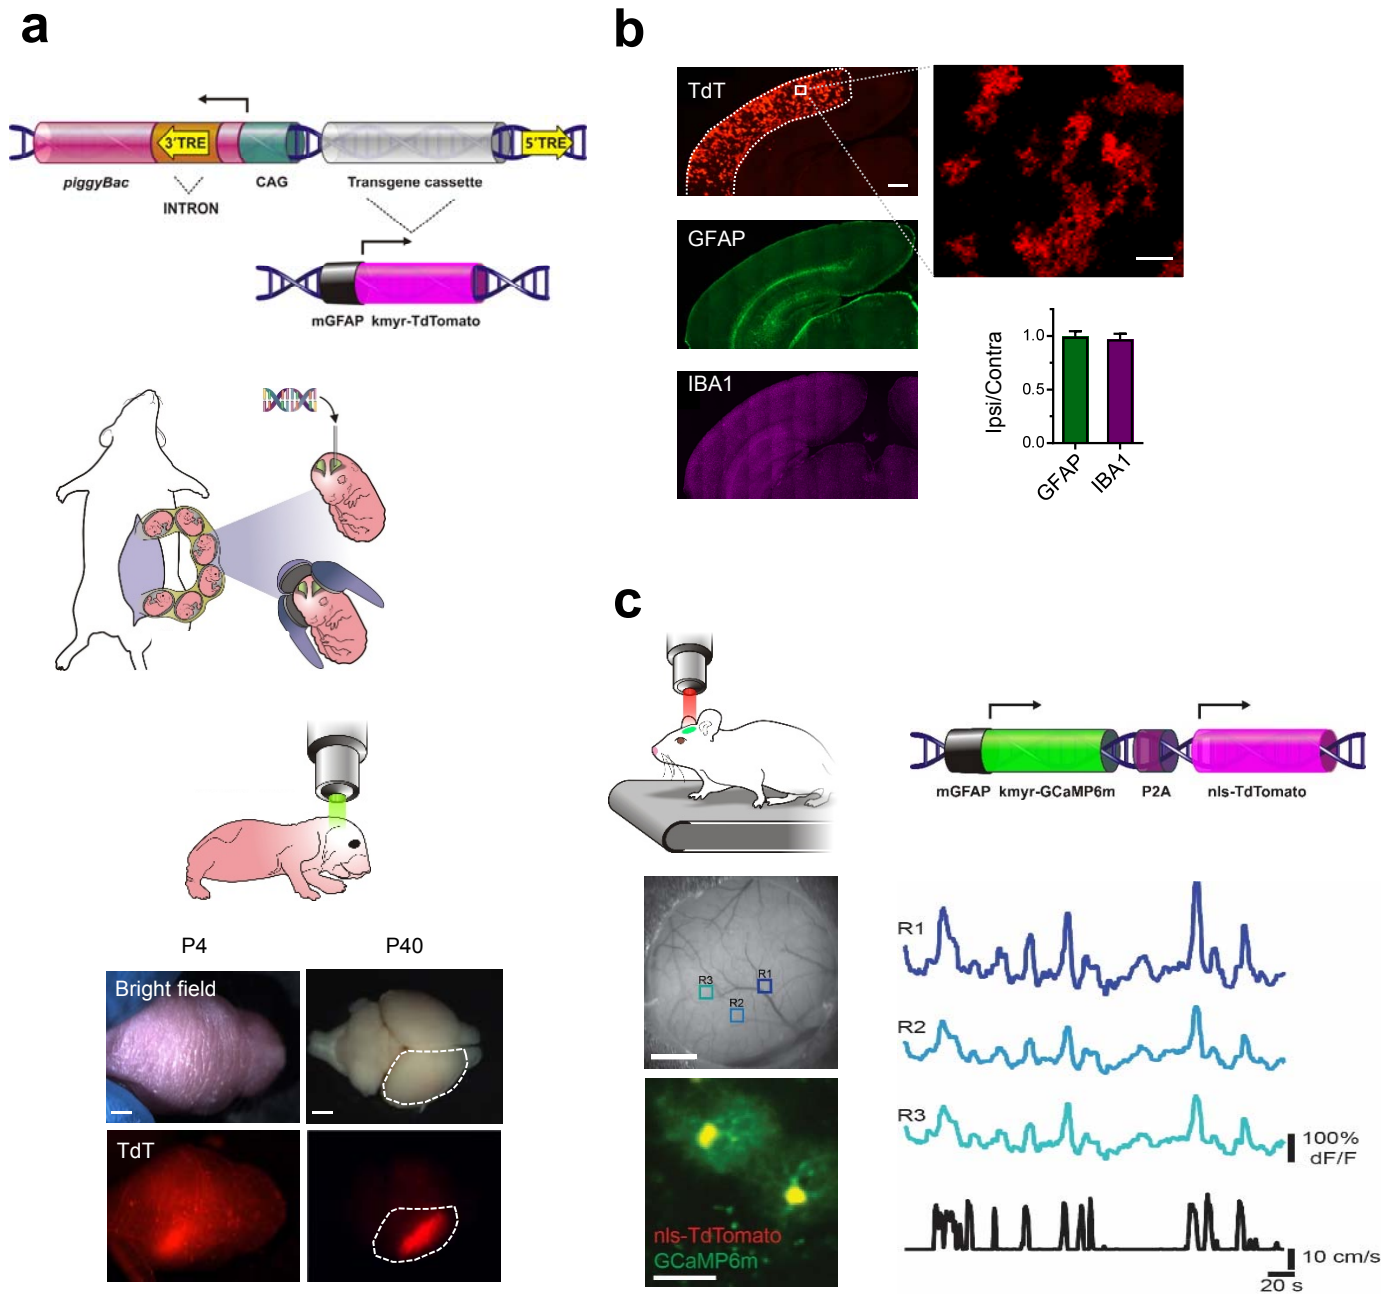 a
3'TRE
5'TRE
piggyBac
CAG
Transgene cassette
INTRON
mGFAP kmyr-TdTomato
P4
P40
Bright field
TdT
b
TdT
GFAP
IBA1
Ipsi/Contra
1.0
0.5
0.0
GFAP
IBA1
c
mGFAP kmyr-GCaMP6m P2A nls-TdTomato
R3
R1
R2
nls-TdTomato
GCaMP6m
R1
R2
R3
100%
dF/F
10 cm/s
20 s